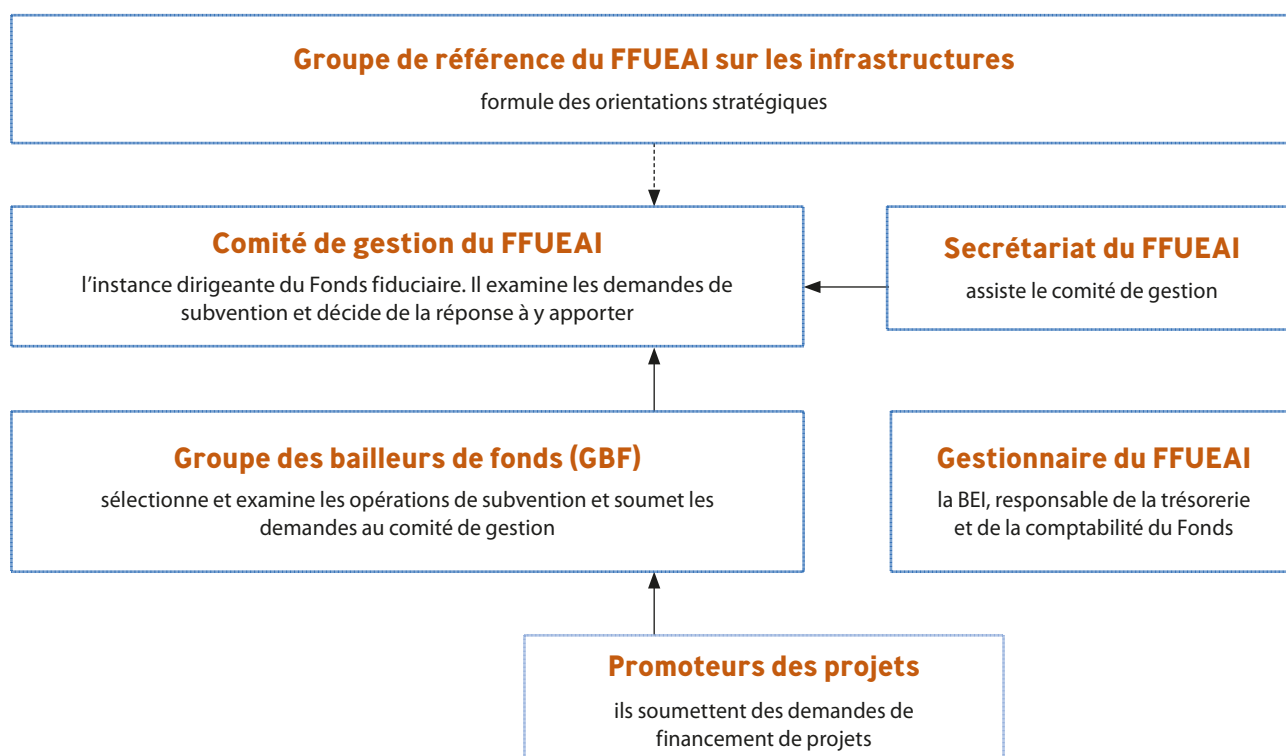 Groupe de référence du FFUEAI sur les infrastructures
formule des orientations stratégiques
Comité de gestion du FFUEAI
l’instance dirigeante du Fonds fiduciaire. Il examine les demandes de
subvention et décide de la réponse à y apporter
Secrétariat du FFUEAI
assiste le comité de gestion
Groupe des bailleurs de fonds (GBF)
sélectionne et examine les opérations de subvention et soumet les
demandes au comité de gestion
Gestionnaire du FFUEAI
la BEI, responsable de la trésorerie
et de la comptabilité du Fonds
Promoteurs des projets
ils soumettent des demandes de
financement de projets